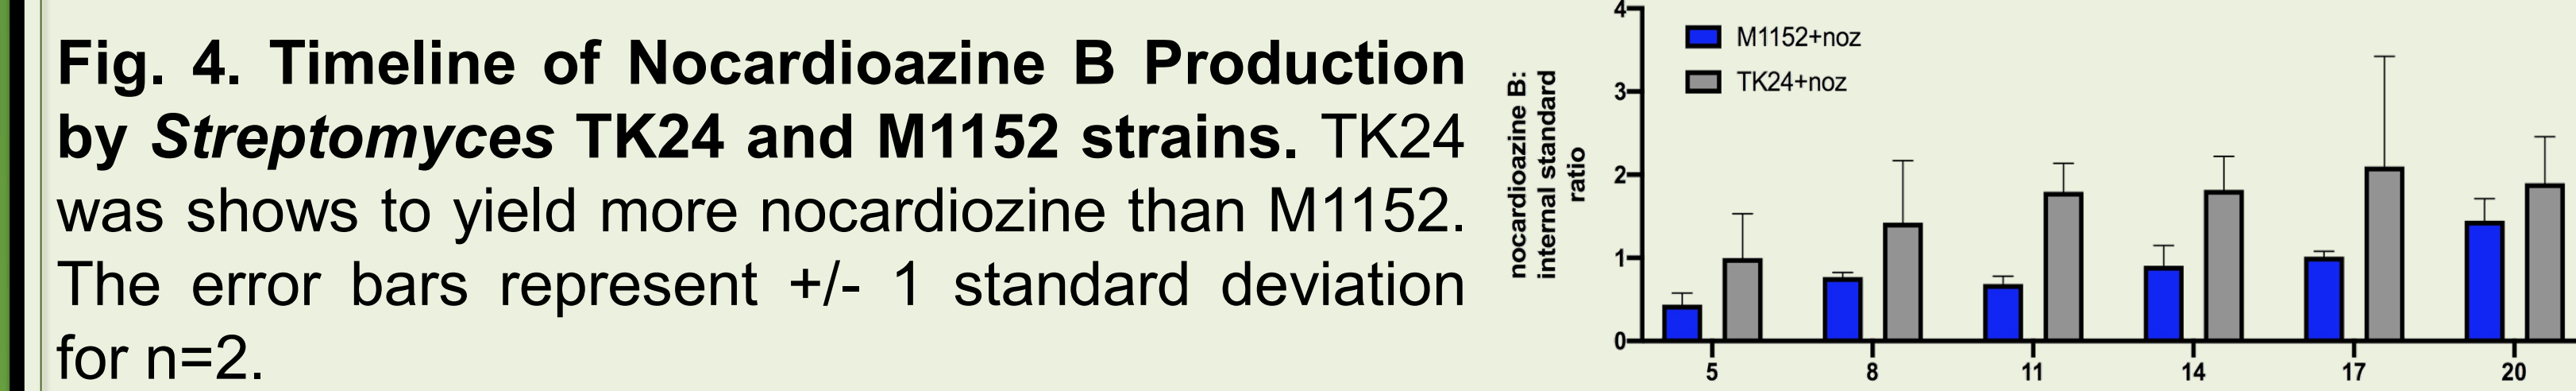 Fig. 4. Timeline of Nocardioazine B Production
by Streptomyces TK24 and M1152 strains. TK24
was shows to yield more nocardiozine than M1152.
The error bars represent +/- 1 standard deviation
for n=2.
nocardioazine B:
internal standard
ratio
4
3
2
1
0
M1152+noz
TK24+noz
5 8 11 14 17 20